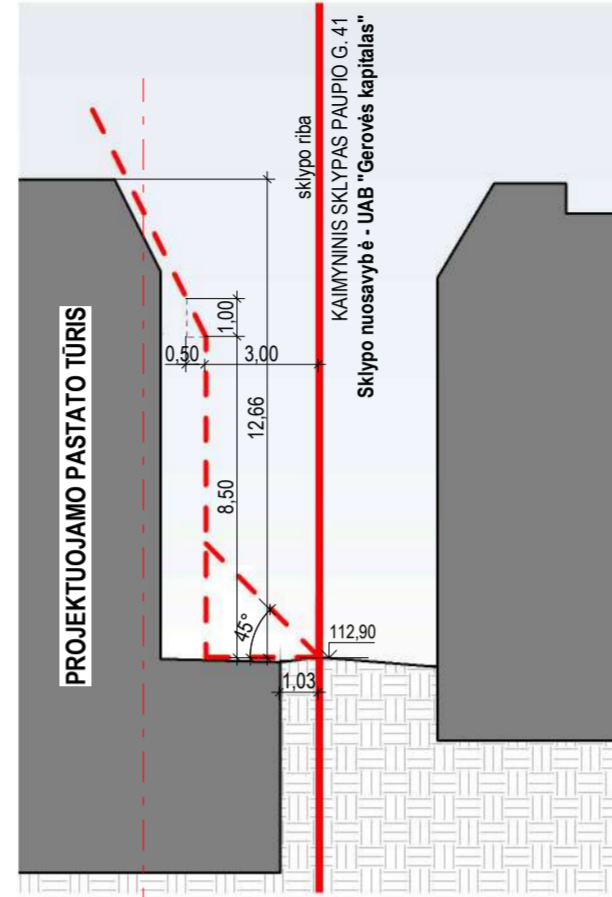 PROJEKTUOJAMO PASTATO TŪRIS
sklypo riba
KAIMYNINIS SKLYPAS PAUPIO G. 41
Sklypo nuosavybė - UAB "Gerovės kapitalas"
1,00
0,50
3,00
12,66
8,50
45°
112,90
1,03